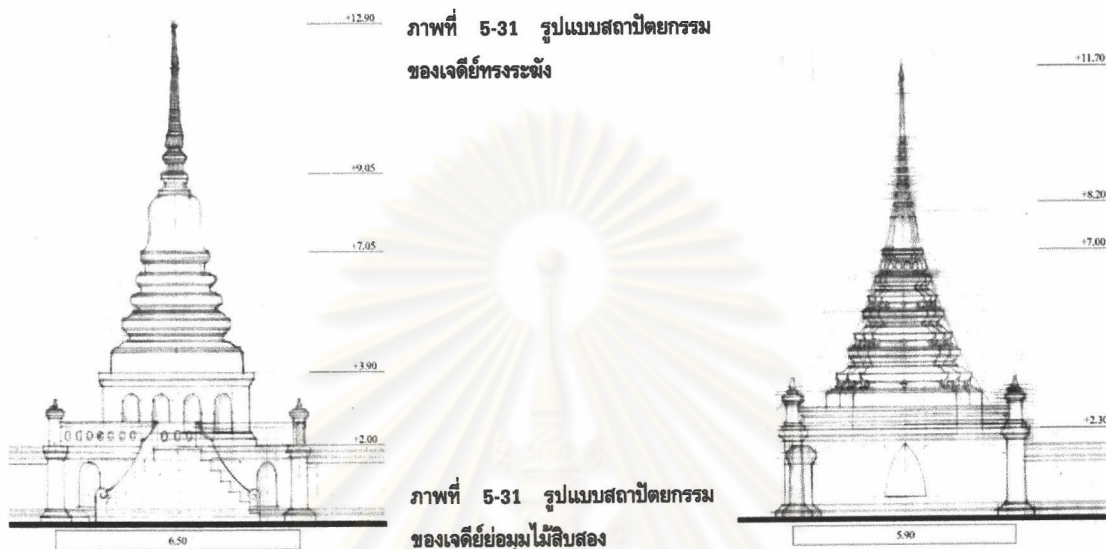 +12.90
ภาพที่ 5-31 รูปแบบสถาปัตยกรรม
ของเจดีย์ทรงระฆัง
+9.05
+7.05
+3.90
+2.00
6.50
+11.70
+8.20
+7.00
+2.30
5.90
ภาพที่ 5-31 รูปแบบสถาปัตยกรรม
ของเจดีย์ย่อมุมไม้สิบสอง